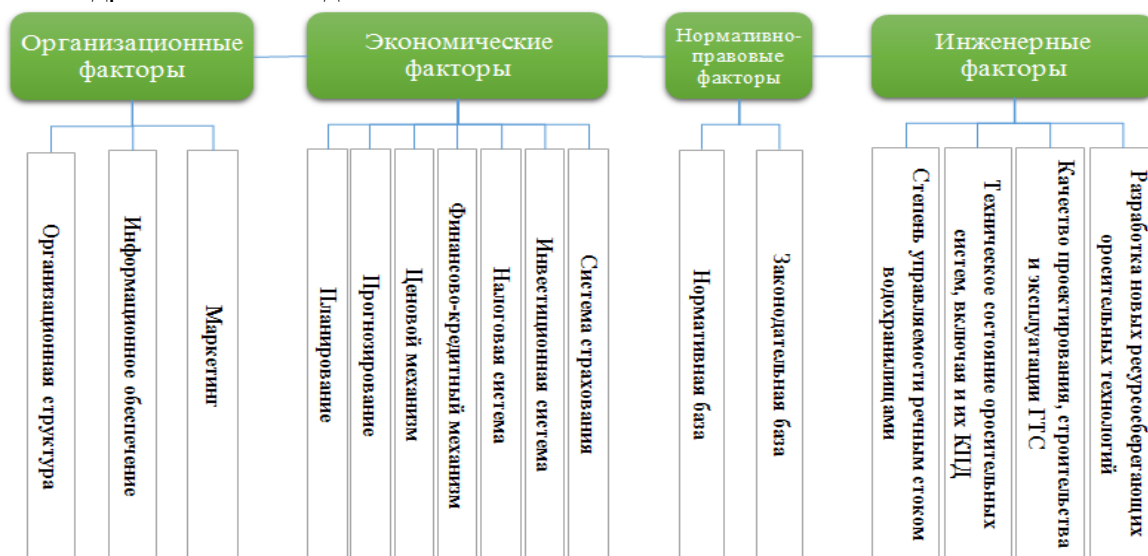 Организационные
факторы
Экономические
факторы
Нормативно-
правовые
факторы
Инженерные
факторы
Организационная структура
Информационное обеспечение
Маркетинг
Планирование
Прогнозирование
Ценовой механизм
Финансово-кредитный механизм
Налоговая система
Инвестиционная система
Система страхования
Нормативная база
Законодательная база
Степень управляемости речным стоком
водохранилищами
Техническое состояние оросительных
систем, включая и их КПД
Качество проектирования, строительства
и эксплуатации ГТС
Разработка новых ресурсосберегающих
оросительных технологий